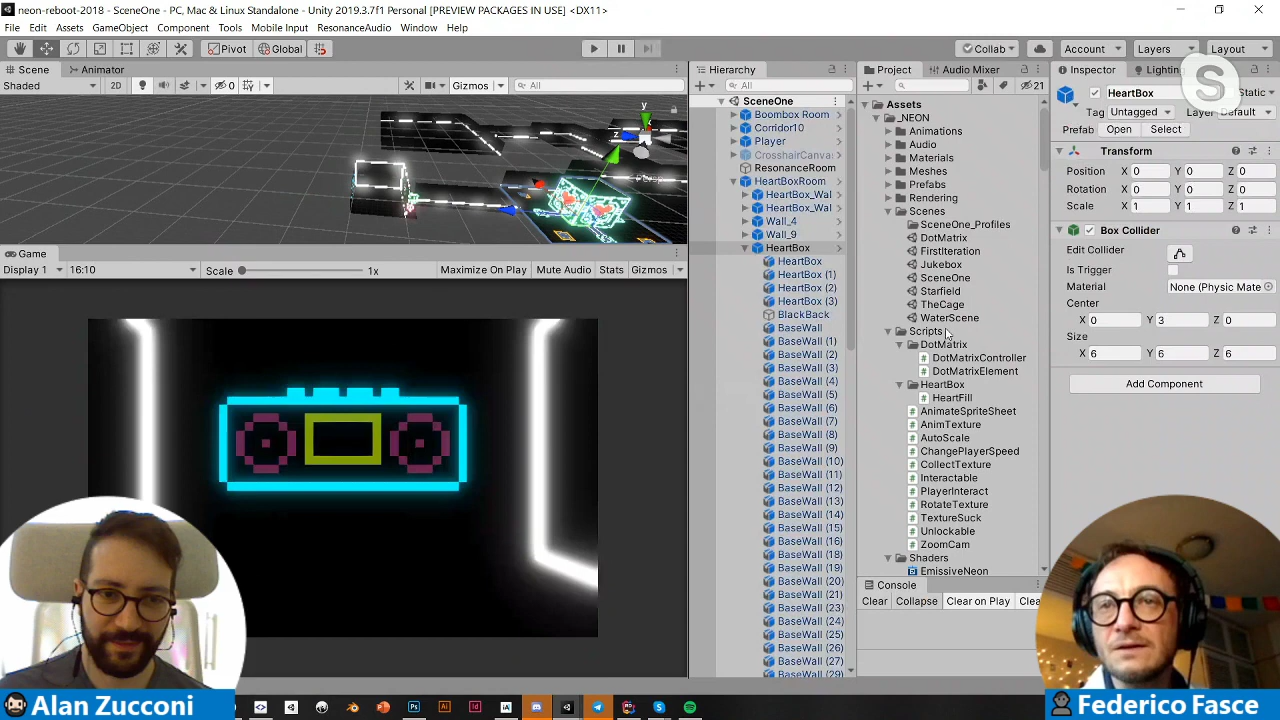 neon-reboot-2018 - SceneOne - PC, Mac & Linux Standalone - Unity 2019.3.7f1 Personal [PREVIEW PACKAGES IN USE] <DX11>
File Edit Assets GameObject Component Tools Mobile Input ResonanceAudio Window Help
Pivot Global Collab Account Layers Layout
Scene Animator
Shaded 2D 0 Gizmos All
y
z
Persp
Game
Display 1 16:10 Scale 1x Maximize On Play Mute Audio Stats Gizmos
Hierarchy
All
SceneOne
Boombox Room
Corridor10
Player
CrosshairCanva
ResonanceRoom
HeartBoxRoom
HeartBox_Wal
HeartBox_Wal
Wall_4
Wall_9
HeartBox
HeartBox
HeartBox (1)
HeartBox (2)
HeartBox (3)
BlackBack
BaseWall
BaseWall (1)
BaseWall (2)
BaseWall (3)
BaseWall (4)
BaseWall (5)
BaseWall (6)
BaseWall (7)
BaseWall (8)
BaseWall (9)
BaseWall (10)
BaseWall (11)
BaseWall (12)
BaseWall (13)
BaseWall (14)
BaseWall (15)
BaseWall (16)
BaseWall (18)
BaseWall (19)
BaseWall (20)
BaseWall (21)
BaseWall (22)
BaseWall (23)
BaseWall (24)
BaseWall (25)
BaseWall (26)
BaseWall (27)
BaseWall (29)
Project Audio Mixer
21
Assets
_NEON
Animations
Audio
Materials
Meshes
Prefabs
Rendering
Scenes
SceneOne_Profiles
DotMatrix
FirstIteration
Jukebox
SceneOne
Starfield
TheCage
WaterScene
Scripts
DotMatrix
DotMatrixController
DotMatrixElement
HeartBox
HeartFill
AnimateSpriteSheet
AnimTexture
AutoScale
ChangePlayerSpeed
CollectTexture
Interactable
PlayerInteract
RotateTexture
TextureSuck
Unlockable
ZoomCam
Shaders
EmissiveNeon
Console
Clear Collapse Clear on Play Clea
Inspector Lighting
HeartBox Static
Tag Untagged Layer Default
Prefab Open Select
Transform
Position X 0 Y 0 Z 0
Rotation X 0 Y 0 Z 0
Scale X 1 Y 1 Z 1
Box Collider
Edit Collider
Is Trigger
Material None (Physic Mate
Center
X 0 Y 3 Z 0
Size
X 6 Y 6 Z 6
Add Component
S
Ps Ai Id IA
Alan Zucconi
Federico Fasce